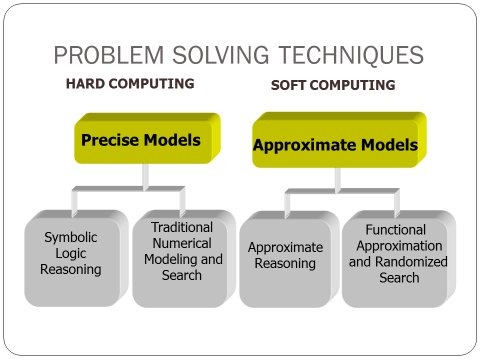 PROBLEM SOLVING TECHNIQUES
HARD COMPUTING
SOFT COMPUTING
Precise Models
Approximate Models
Symbolic
Logic
Reasoning
Traditional
Numerical
Modeling and
Search
Approximate
Reasoning
Functional
Approximation
and Randomized
Search